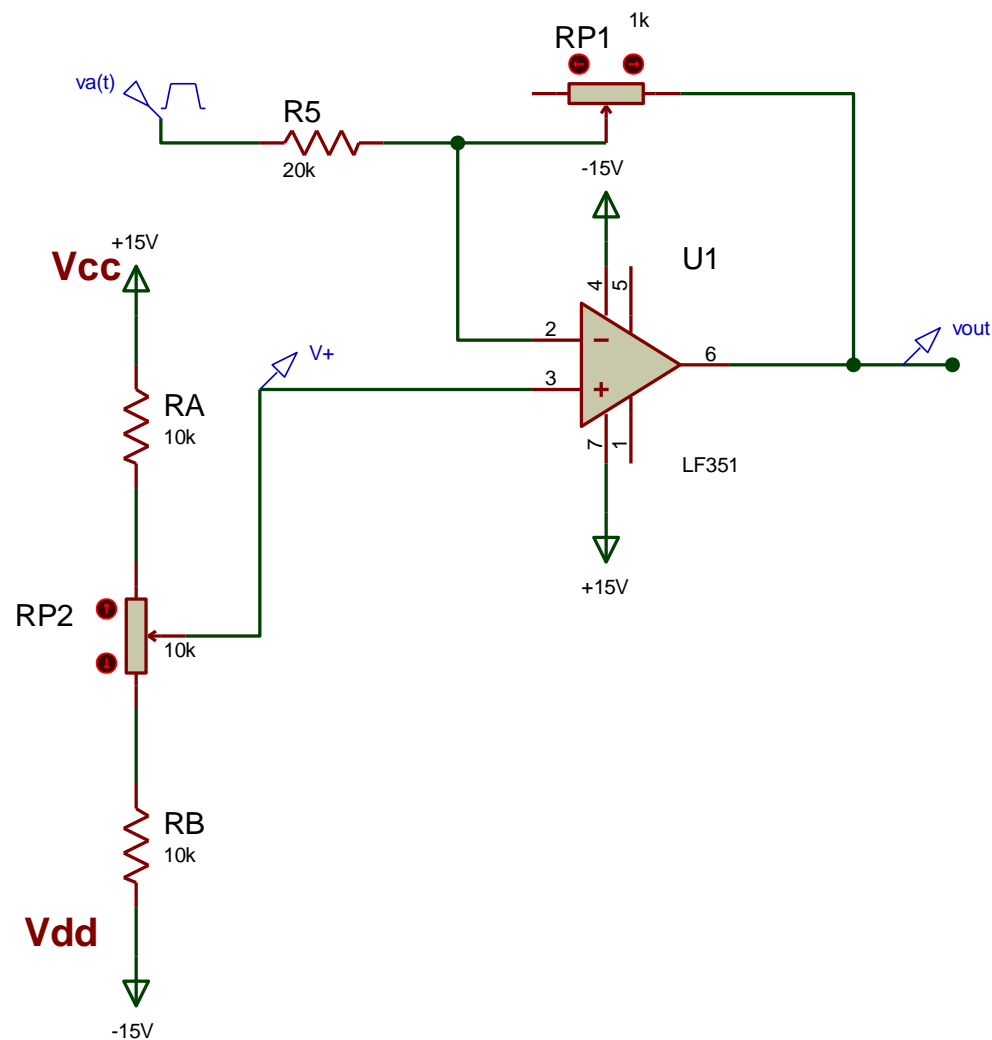 1k
RP1
va(t)
R5
20k
-15V
+15V
Vcc
U1
4
5
2
V+
vout
6
3
RA
10k
7
1
LF351
+15V
RP2
10k
RB
10k
Vdd
-15V